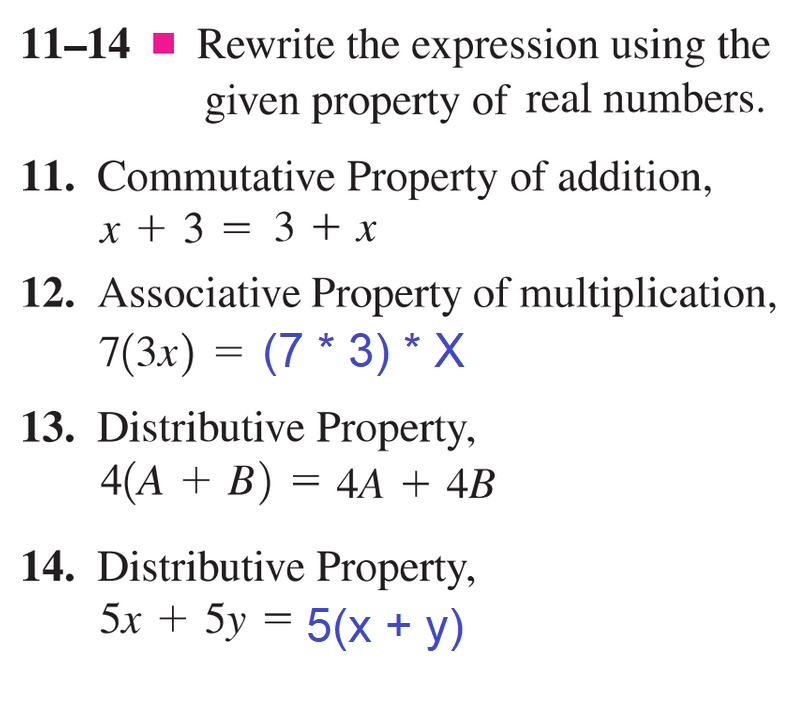 11–14 ■ Rewrite the expression using the
given property of real numbers.
11. Commutative Property of addition,
x + 3 = 3 + x
12. Associative Property of multiplication,
7(3x) = (7 * 3) * X
13. Distributive Property,
4(A + B) = 4A + 4B
14. Distributive Property,
5x + 5y = 5(x + y)